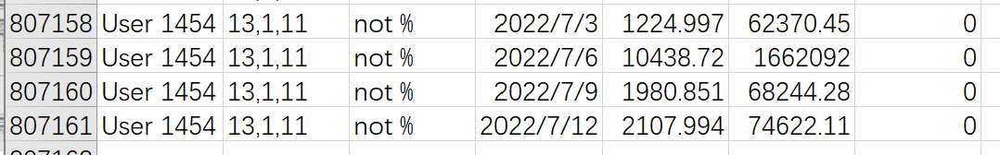 807158 User 1454 13,1,11 not % 2022/7/3 1224.997 62370.45 0
807159 User 1454 13,1,11 not % 2022/7/6 10438.72 1662092 0
807160 User 1454 13,1,11 not % 2022/7/9 1980.851 68244.28 0
807161 User 1454 13,1,11 not % 2022/7/12 2107.994 74622.11 0